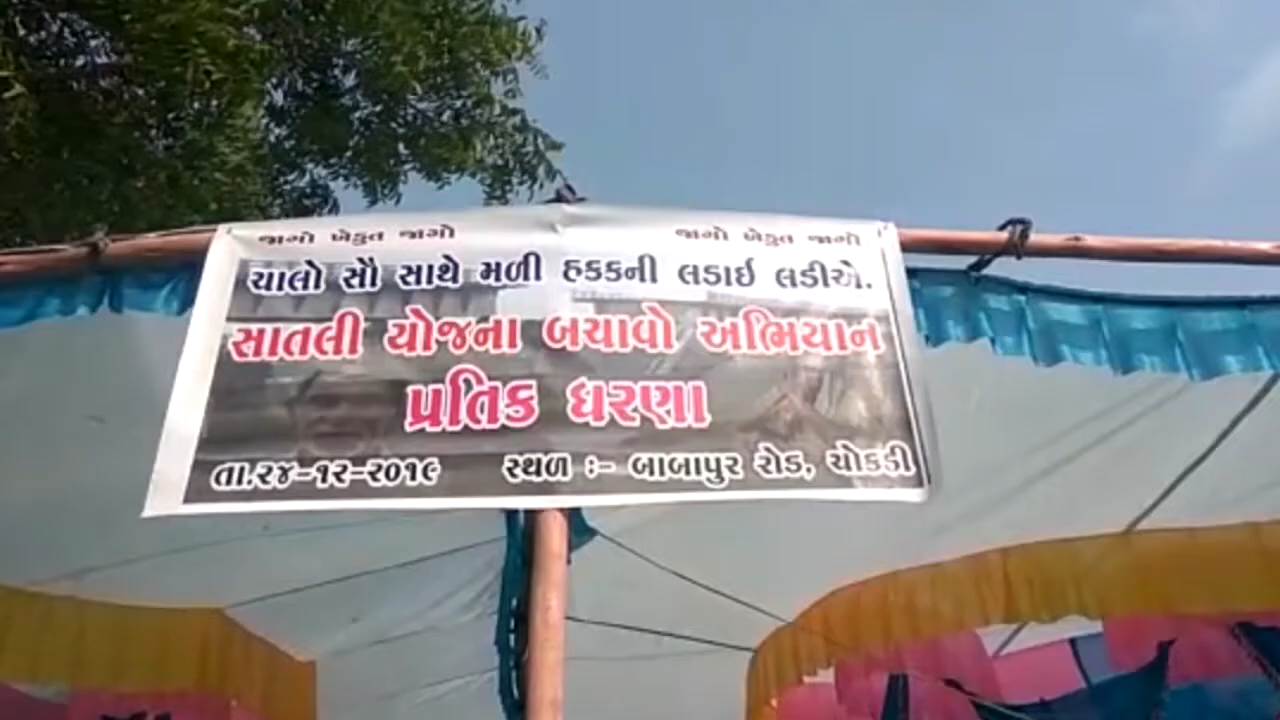 જાગો ખેડુત જાગો જાગો ખેડુત જાગો
ચાલો સૌ સાથે મળી હકકની લડાઇ લડીએ.
સાતલી યોજના બચાવો અભિયાન
પ્રતિક ધરણા
તા.૨૪-૧૨-૨૦૧૯ સ્થળ :- બાબાપુર રોડ, ચોકડી